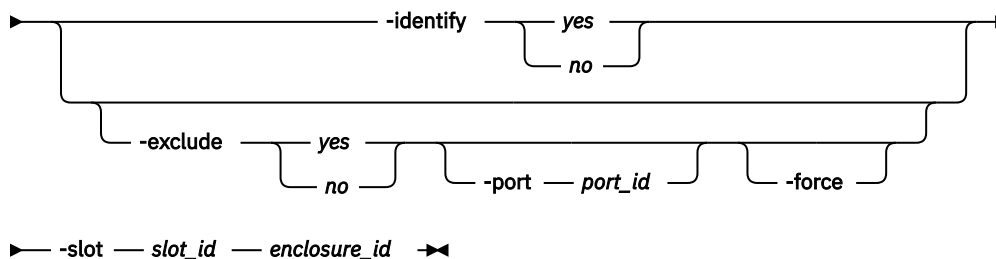 -identify yes
no
-exclude yes
no -port port_id -force
-slot slot_id enclosure_id